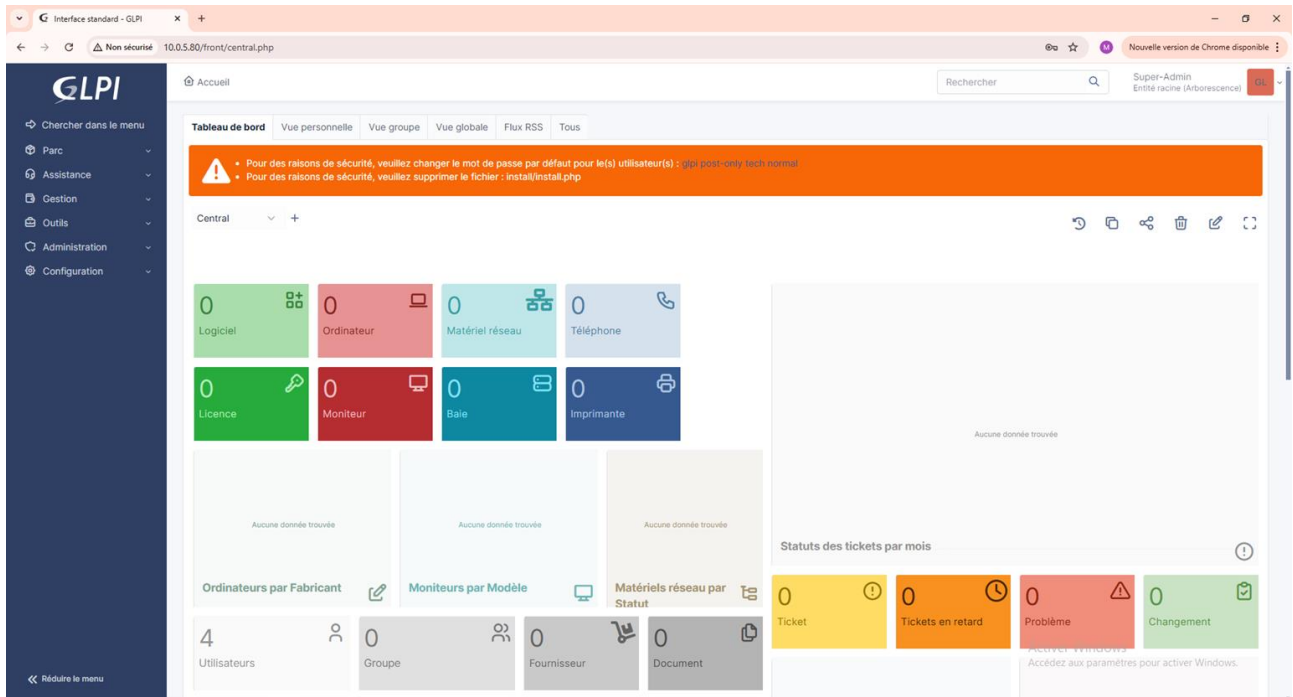 Interface standard - GLPI
Non sécurisé
10.0.5.80/front/central.php
M
Nouvelle version de Chrome disponible
GLPI
Accueil
Rechercher
Super-Admin
Entité racine (Arborescence)
GL
Chercher dans le menu
Parc
Assistance
Gestion
Outils
Administration
Configuration
Réduire le menu
Tableau de bord
Vue personnelle
Vue groupe
Vue globale
Flux RSS
Tous
• Pour des raisons de sécurité, veuillez changer le mot de passe par défaut pour le(s) utilisateur(s) : glpi post-only tech normal
• Pour des raisons de sécurité, veuillez supprimer le fichier : install/install.php
Central
0
Logiciel
0
Ordinateur
0
Matériel réseau
0
Téléphone
0
Licence
0
Moniteur
0
Baie
0
Imprimante
Aucune donnée trouvée
Ordinateurs par Fabricant
Aucune donnée trouvée
Moniteurs par Modèle
Aucune donnée trouvée
Matériels réseau par
Statut
Aucune donnée trouvée
Statuts des tickets par mois
4
Utilisateurs
0
Groupe
0
Fournisseur
0
Document
0
Ticket
0
Tickets en retard
0
Problème
0
Changement
Activer Windows
Accédez aux paramètres pour activer Windows.